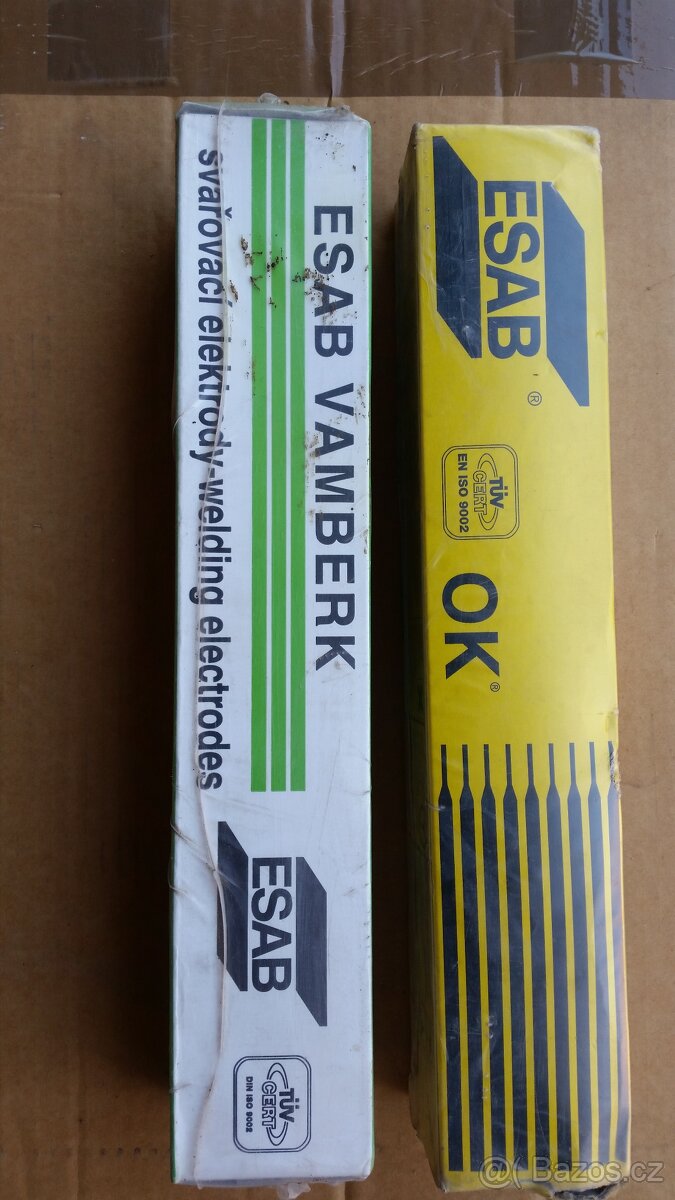 ESAB VAMBERK
svařovací elektrody-welding electrodes
ESAB
TÜV
CERT
DIN ISO 9002
ESAB
®
TÜV
CERT
EN ISO 9002
OK®
Bazos.cz